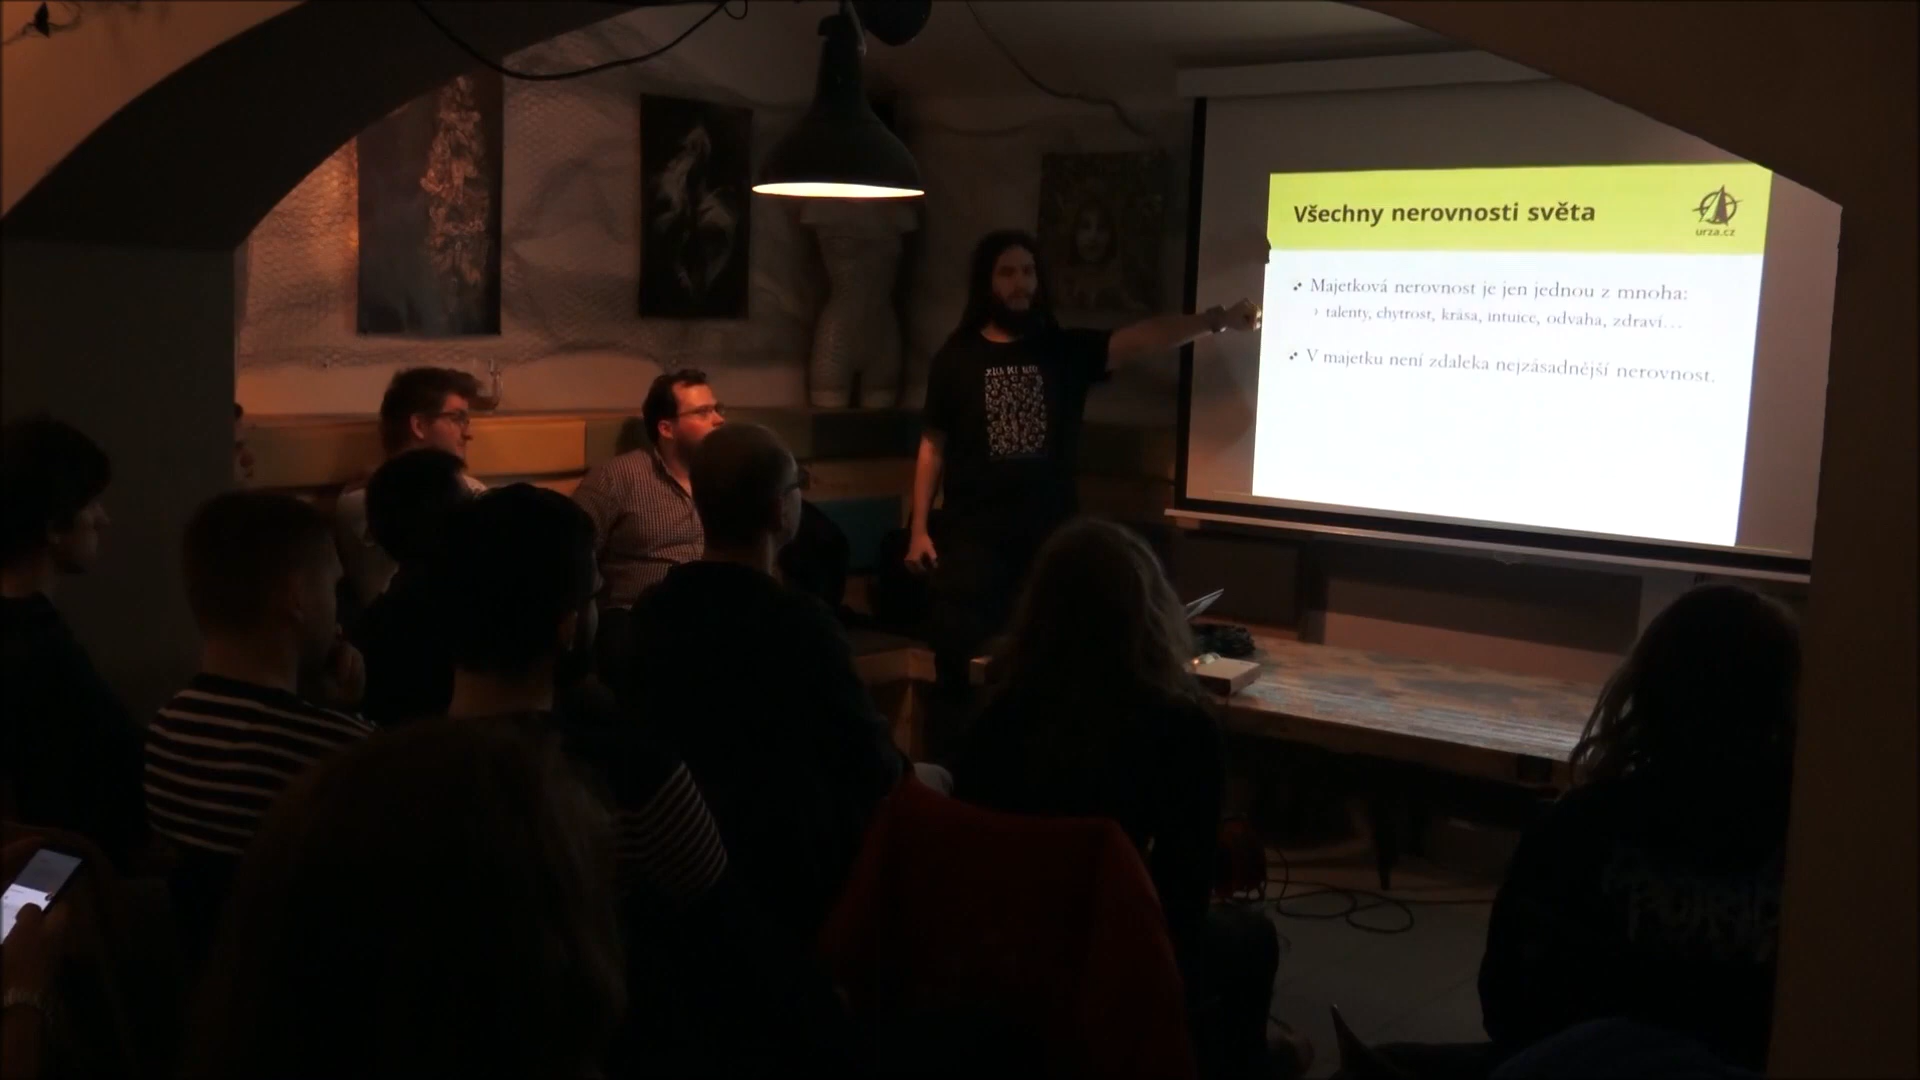 Všechny nerovnosti světa
urza.cz
Majetková nerovnost je jen jednou z mnoha:
talenty, chytrost, krása, intuice, odvaha, zdraví…
V majetku není zdaleka nejzásadnější nerovnost.